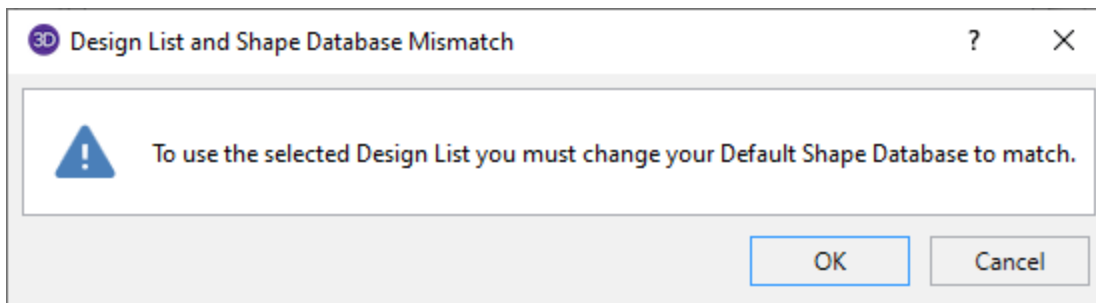 3D Design List and Shape Database Mismatch ?
To use the selected Design List you must change your Default Shape Database to match.
OK Cancel